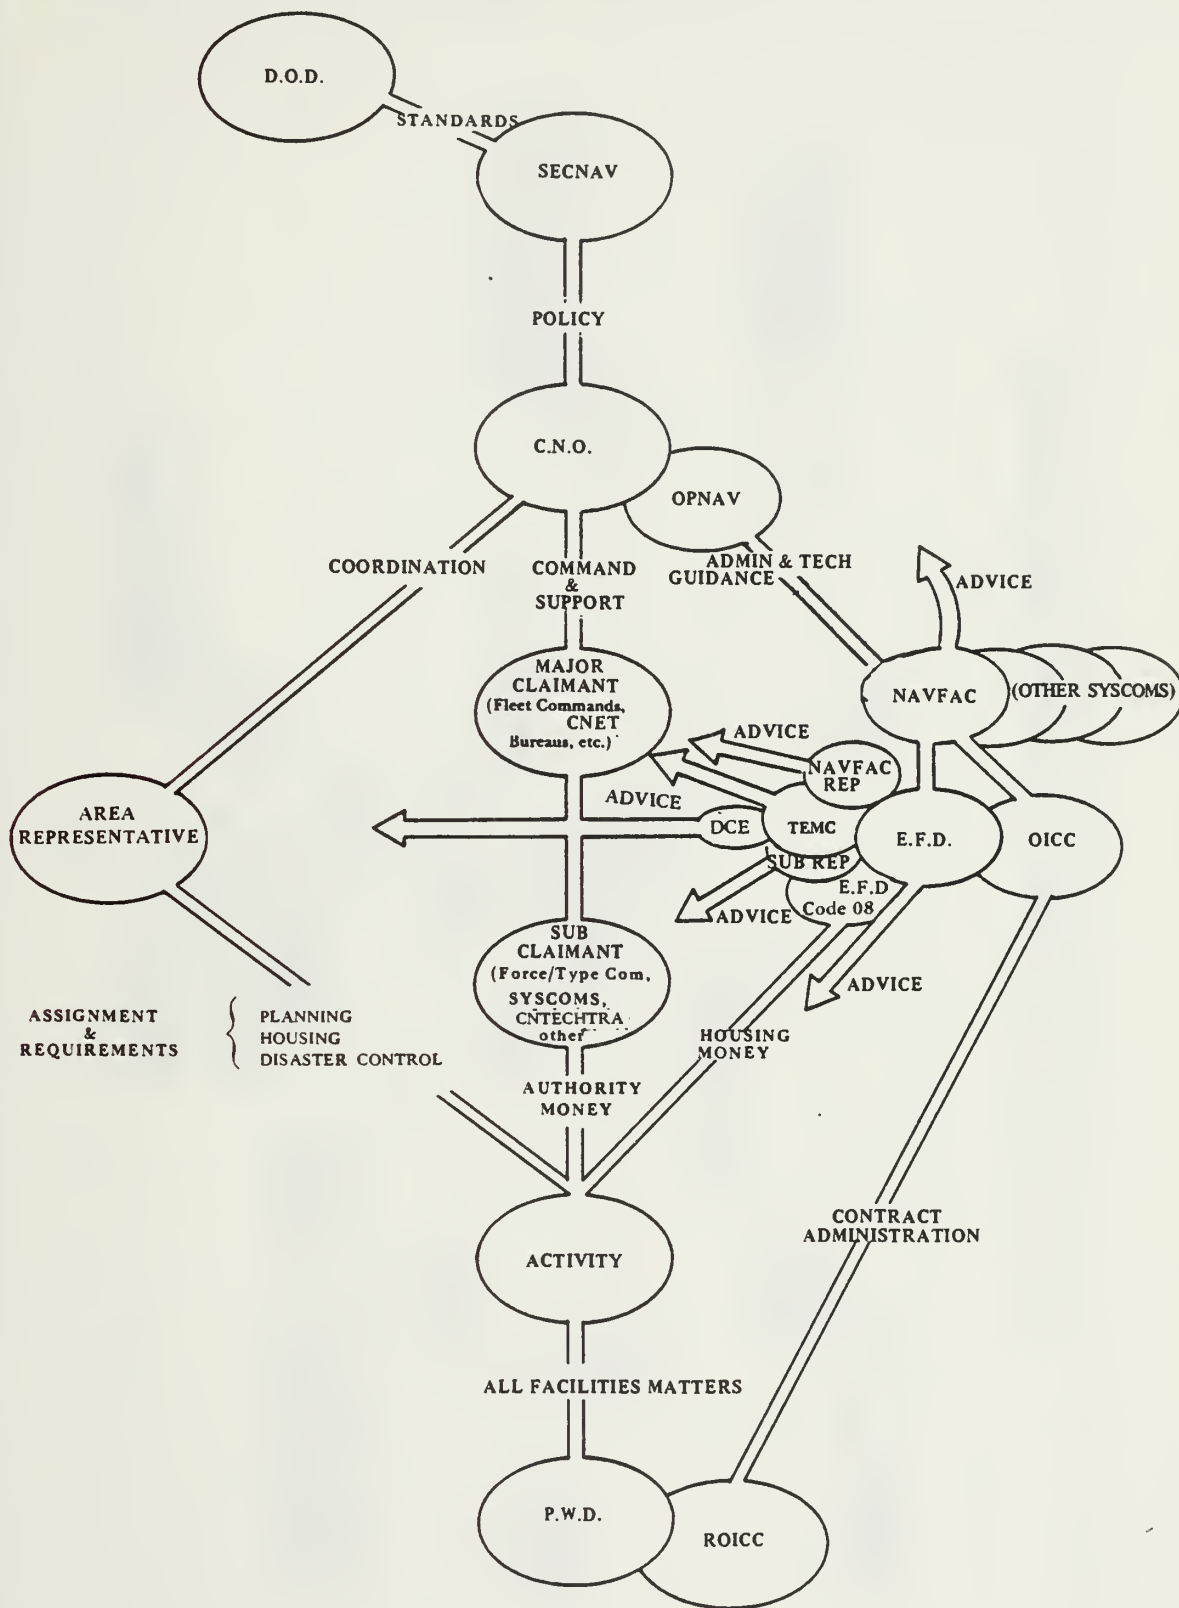 D.O.D.
STANDARDS
SECNAV
POLICY
C.N.O.
OPNAV
COORDINATION
COMMAND
&
SUPPORT
ADMIN & TECH
GUIDANCE
ADVICE
MAJOR
CLAIMANT
(Fleet Commands,
CNET
Bureaus, etc.)
NAVFAC
(OTHER SYSCOMS)
ADVICE
NAVFAC
REP
ADVICE
AREA
REPRESENTATIVE
DCE
TEMC
E.F.D.
OICC
SUB REP
E.F.D
Code 08
ADVICE
SUB
CLAIMANT
(Force/Type Com,
SYSCOMS,
CNTECHTRA
other
ADVICE
ASSIGNMENT
&
REQUIREMENTS
PLANNING
HOUSING
DISASTER CONTROL
HOUSING
MONEY
AUTHORITY
MONEY
CONTRACT
ADMINISTRATION
ACTIVITY
ALL FACILITIES MATTERS
P.W.D.
ROICC